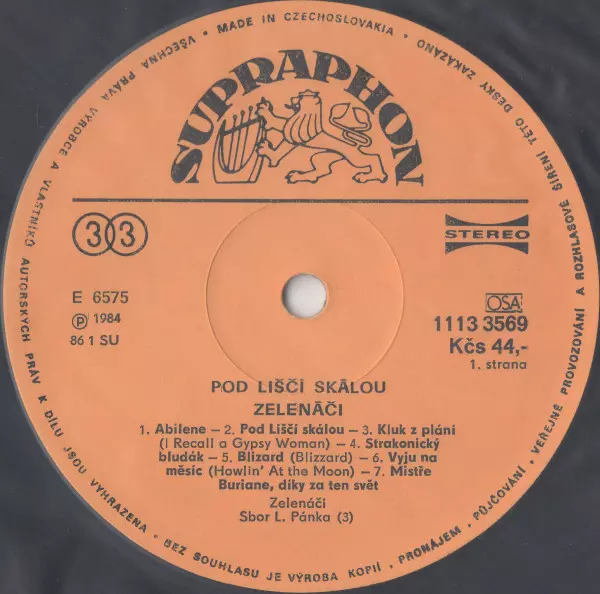 VŠECHNA PRÁVA VÝROBCE A VLASTNÍKŮ AUTORSKÝCH PRÁV K DÍLU JSOU VYHRAZENA • BEZ SOUHLASU JE VÝROBA KOPIÍ • PRONÁJEM • PŮJČOVÁNÍ • VEŘEJNÉ PROVOZOVÁNÍ A ROZHLASOVÉ ŠÍŘENÍ TÉTO DESKY ZAKÁZÁNO • MADE IN CZECHOSLOVAKIA •
SUPRAPHON
33
STEREO
E 6575
Ⓟ 1984
86 1 SU
OSA
1113 3569
Kčs 44,-
1. strana
POD LIŠČÍ SKÁLOU
ZELENÁČI
1. Abilene – 2. Pod Liščí skálou – 3. Kluk z plání
(I Recall a Gypsy Woman) – 4. Strakonický
bludák – 5. Blizard (Blizzard) – 6. Vyju na
měsíc (Howlin' At the Moon) – 7. Mistře
Buriane, díky za ten svět
Zelenáči
Sbor L. Pánka (3)